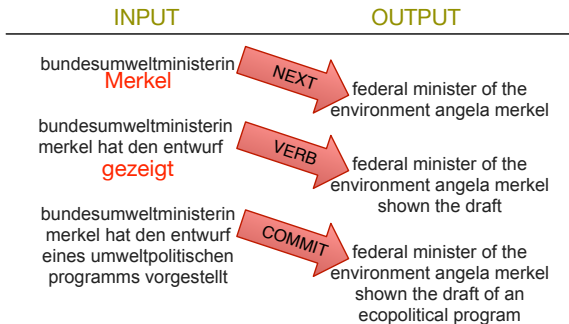 INPUT OUTPUT
bundesumweltministerin
Merkel
NEXT
federal minister of the
environment angela merkel
bundesumweltministerin
merkel hat den entwurf
gezeigt
VERB
federal minister of the
environment angela merkel
shown the draft
bundesumweltministerin
merkel hat den entwurf
eines umweltpolitischen
programms vorgestellt
COMMIT
federal minister of the
environment angela merkel
shown the draft of an
ecopolitical program